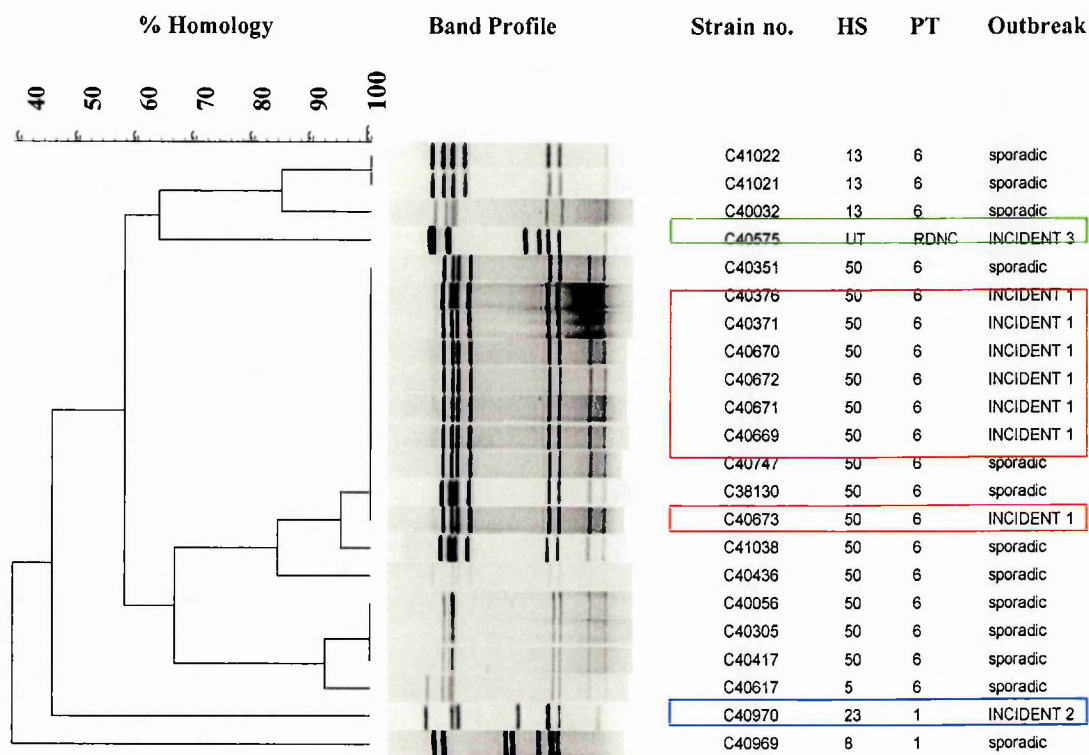 % Homology Band Profile Strain no. HS PT Outbreak
40 50 60 70 80 90 100
C41022 13 6 sporadic
C41021 13 6 sporadic
C40032 13 6 sporadic
C40575 UT RDNC INCIDENT 3
C40351 50 6 sporadic
C40376 50 6 INCIDENT 1
C40371 50 6 INCIDENT 1
C40670 50 6 INCIDENT 1
C40672 50 6 INCIDENT 1
C40671 50 6 INCIDENT 1
C40669 50 6 INCIDENT 1
C40747 50 6 sporadic
C38130 50 6 sporadic
C40673 50 6 INCIDENT 1
C41038 50 6 sporadic
C40436 50 6 sporadic
C40056 50 6 sporadic
C40305 50 6 sporadic
C40417 50 6 sporadic
C40617 5 6 sporadic
C40970 23 1 INCIDENT 2
C40969 8 1 sporadic